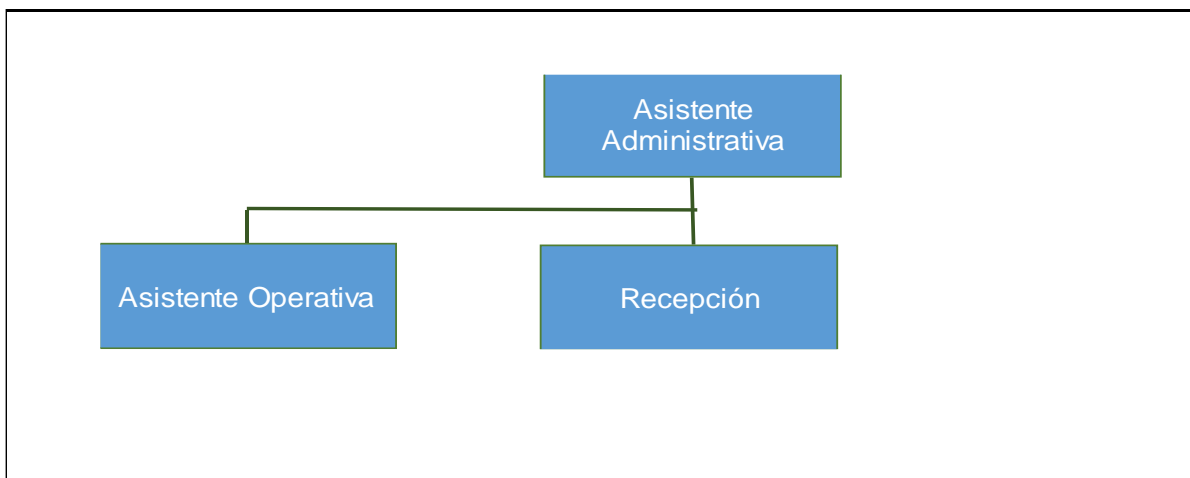 Asistente
Administrativa
Asistente Operativa
Recepción